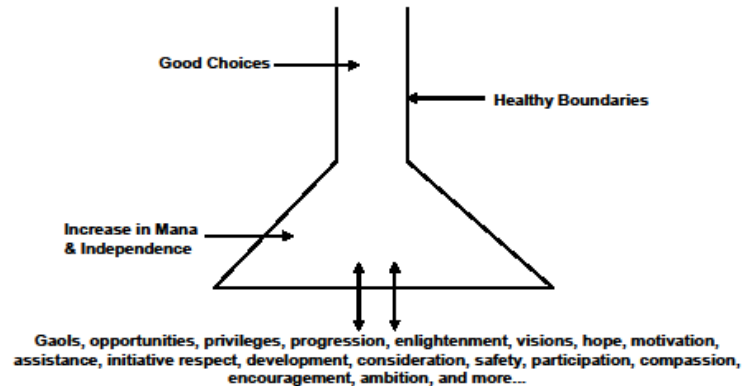 Good Choices
Healthy Boundaries
Increase in Mana
& Independence
Gaols, opportunities, privileges, progression, enlightenment, visions, hope, motivation,
assistance, initiative respect, development, consideration, safety, participation, compassion,
encouragement, ambition, and more...